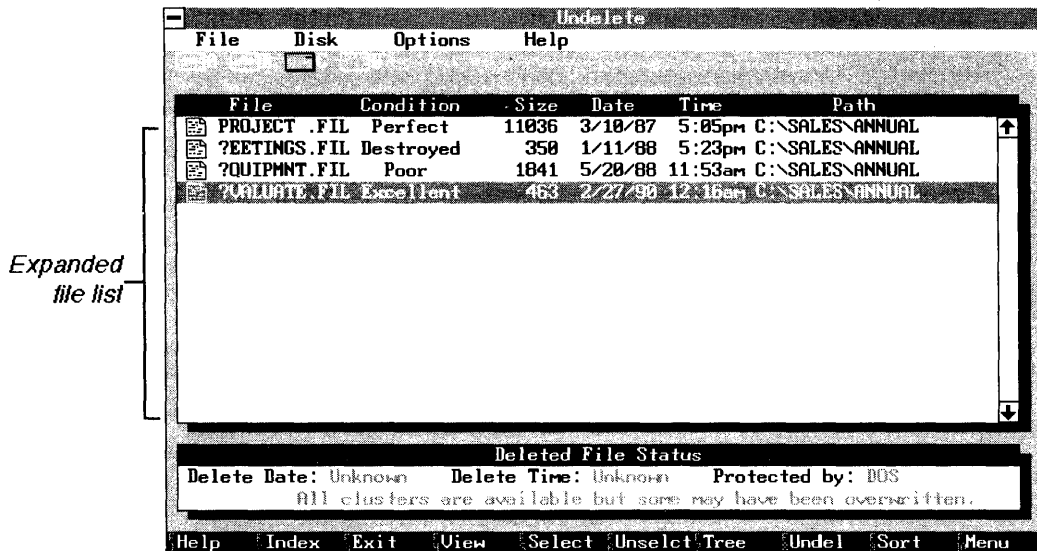 Undelete
File Disk Options Help
File Condition Size Date Time Path
PROJECT .FIL Perfect 11036 3/10/87 5:05pm C:\SALES\ANNUAL
?EETINGS.FIL Destroyed 350 1/11/88 5:23pm C:\SALES\ANNUAL
?QUIPMNT.FIL Poor 1841 5/20/88 11:53am C:\SALES\ANNUAL
?VALUATE.FIL Excellent 463 2/27/90 12:16am C:\SALES\ANNUAL
Expanded
file list
Deleted File Status
Delete Date: Unknown Delete Time: Unknown Protected by: DOS
All clusters are available but some may have been overwritten.
Help Index Exit View Select Unselct Tree Undel Sort Menu